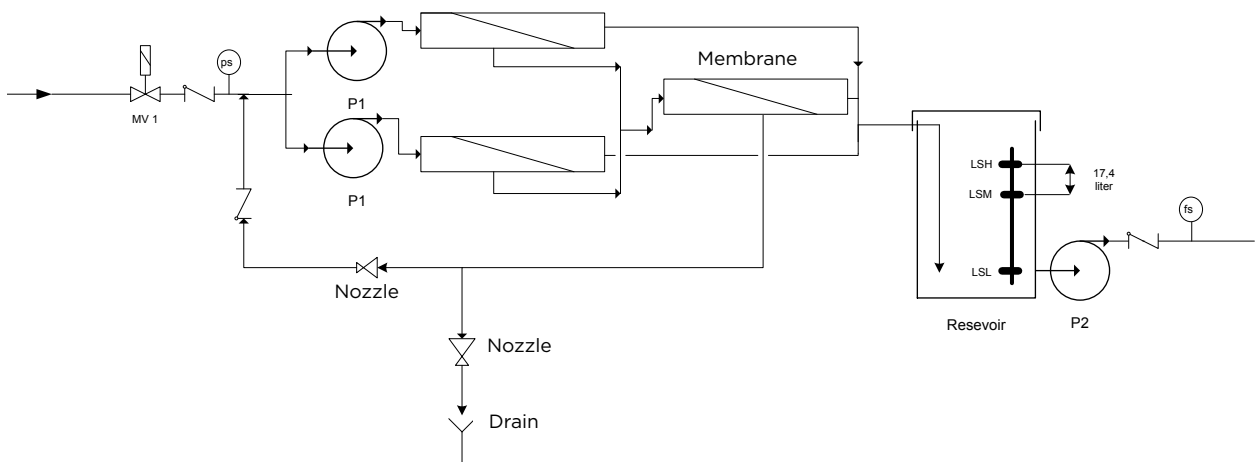 ps
MV 1
P1
P1
Membrane
LSH
LSM
17,4
liter
LSL
fs
Nozzle
Resevoir
P2
Nozzle
Drain